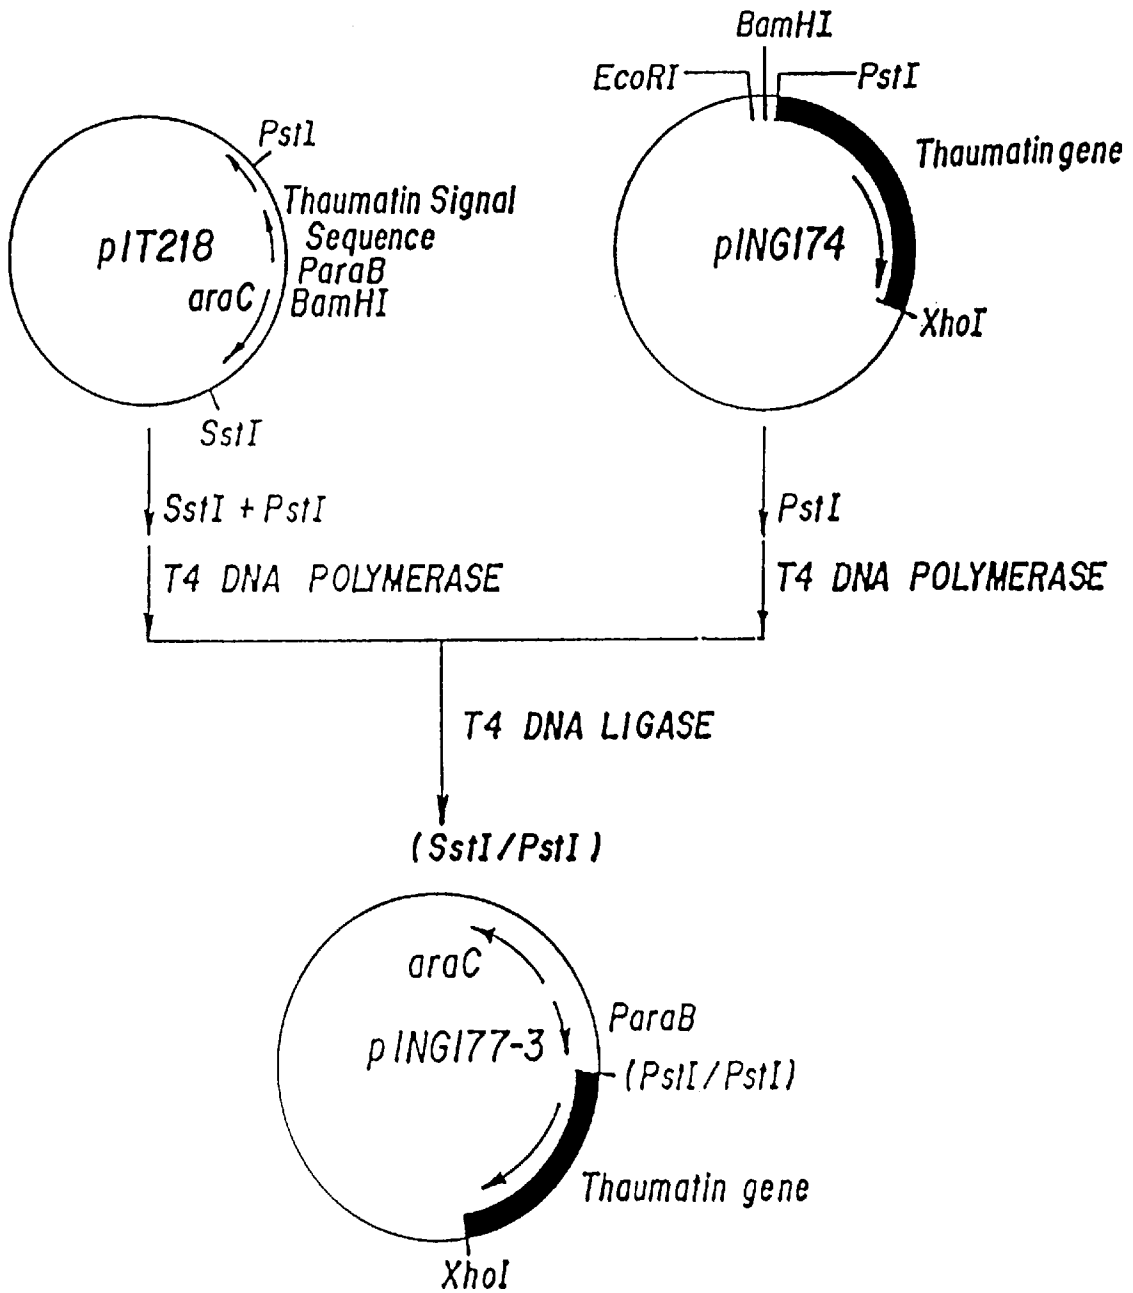 BamHI
EcoRI
PstI
PstI
Thaumatin gene
Thaumatin Signal
Sequence
pIT218
pING174
ParaB
araC
BamHI
XhoI
SstI
SstI + PstI
PstI
T4 DNA POLYMERASE
T4 DNA POLYMERASE
T4 DNA LIGASE
(SstI/PstI)
araC
ParaB
pING177-3
(PstI/PstI)
Thaumatin gene
XhoI